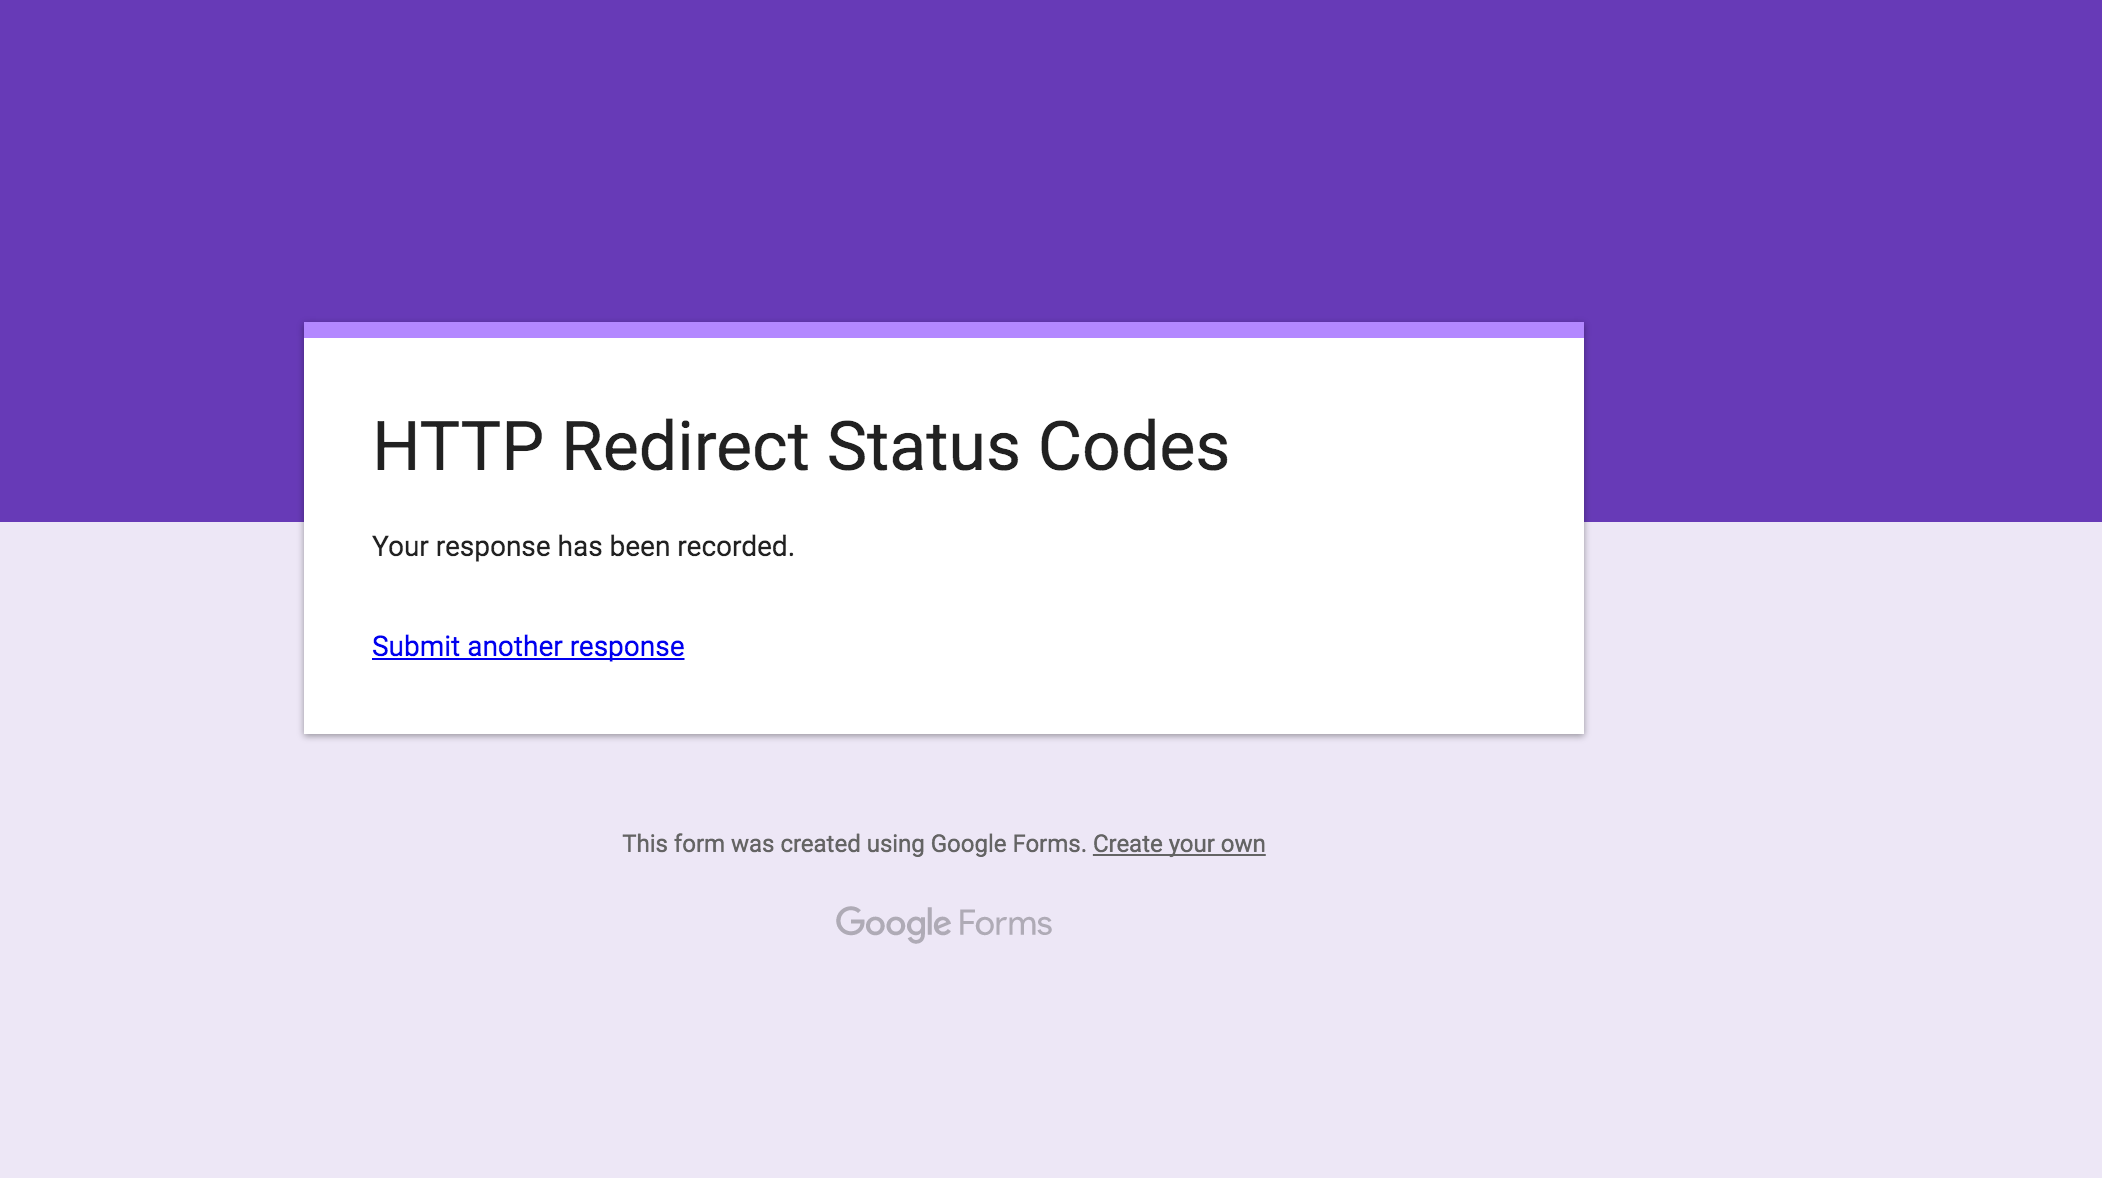 HTTP Redirect Status Codes
Your response has been recorded.
Submit another response
This form was created using Google Forms. Create your own
Google Forms